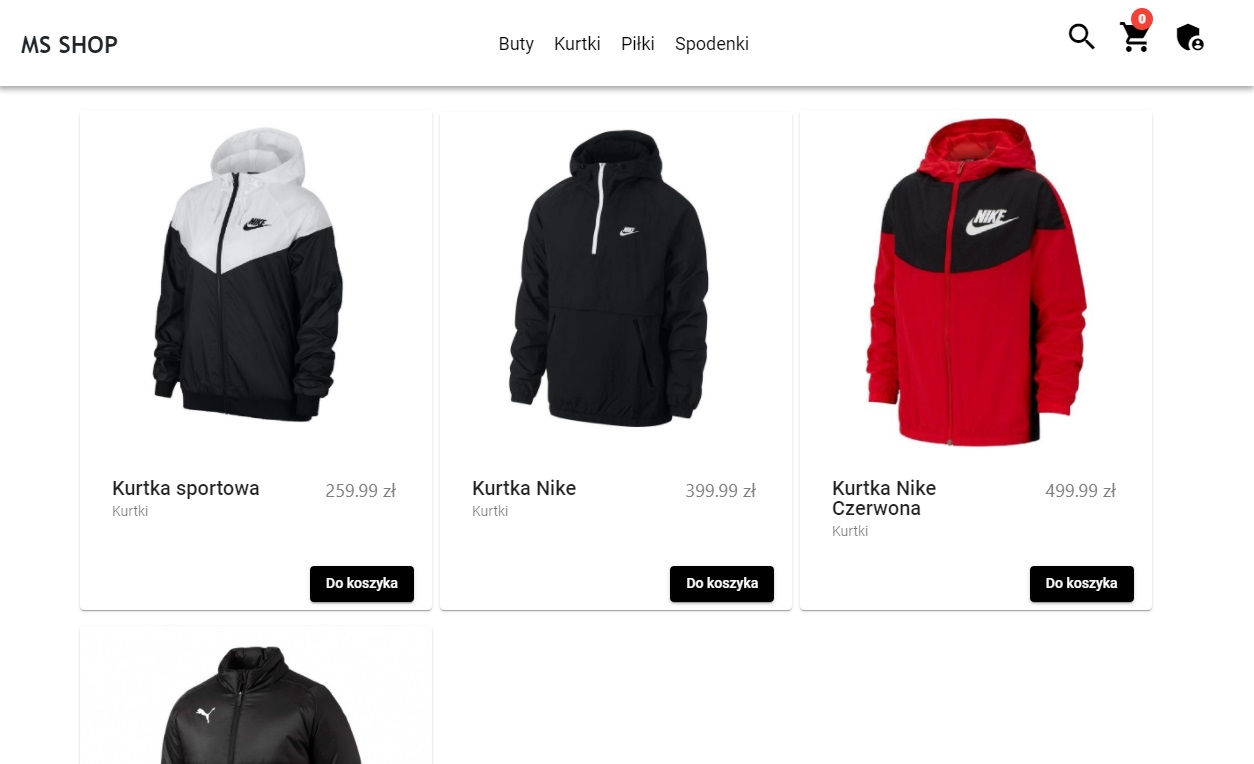 MS SHOP
Buty Kurtki Piłki Spodenki
0
NIKE
NIKE
NIKE
Kurtka sportowa 259.99 zł
Kurtki
Do koszyka
Kurtka Nike 399.99 zł
Kurtki
Do koszyka
Kurtka Nike 499.99 zł
Czerwona
Kurtki
Do koszyka